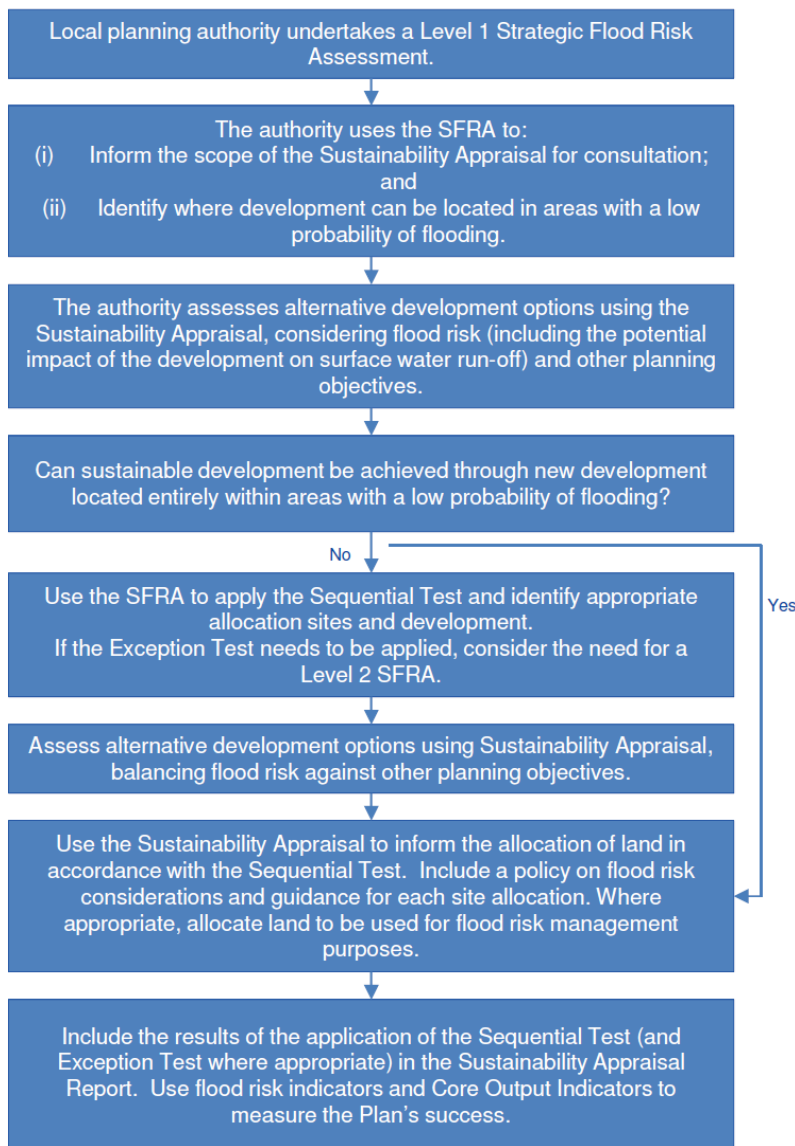 Local planning authority undertakes a Level 1 Strategic Flood Risk
Assessment.
The authority uses the SFRA to:
(i) Inform the scope of the Sustainability Appraisal for consultation;
and
(ii) Identify where development can be located in areas with a low
probability of flooding.
The authority assesses alternative development options using the
Sustainability Appraisal, considering flood risk (including the potential
impact of the development on surface water run-off) and other planning
objectives.
Can sustainable development be achieved through new development
located entirely within areas with a low probability of flooding?
No
Yes
Use the SFRA to apply the Sequential Test and identify appropriate
allocation sites and development.
If the Exception Test needs to be applied, consider the need for a
Level 2 SFRA.
Assess alternative development options using Sustainability Appraisal,
balancing flood risk against other planning objectives.
Use the Sustainability Appraisal to inform the allocation of land in
accordance with the Sequential Test. Include a policy on flood risk
considerations and guidance for each site allocation. Where
appropriate, allocate land to be used for flood risk management
purposes.
Include the results of the application of the Sequential Test (and
Exception Test where appropriate) in the Sustainability Appraisal
Report. Use flood risk indicators and Core Output Indicators to
measure the Plan's success.